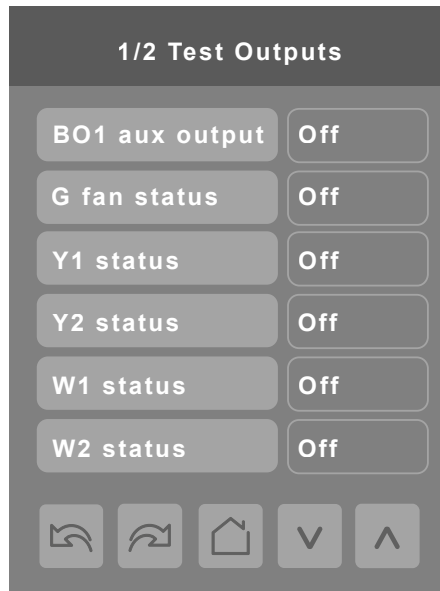 1/2 Test Outputs
BO1 aux output Off
G fan status Off
Y1 status Off
Y2 status Off
W1 status Off
W2 status Off